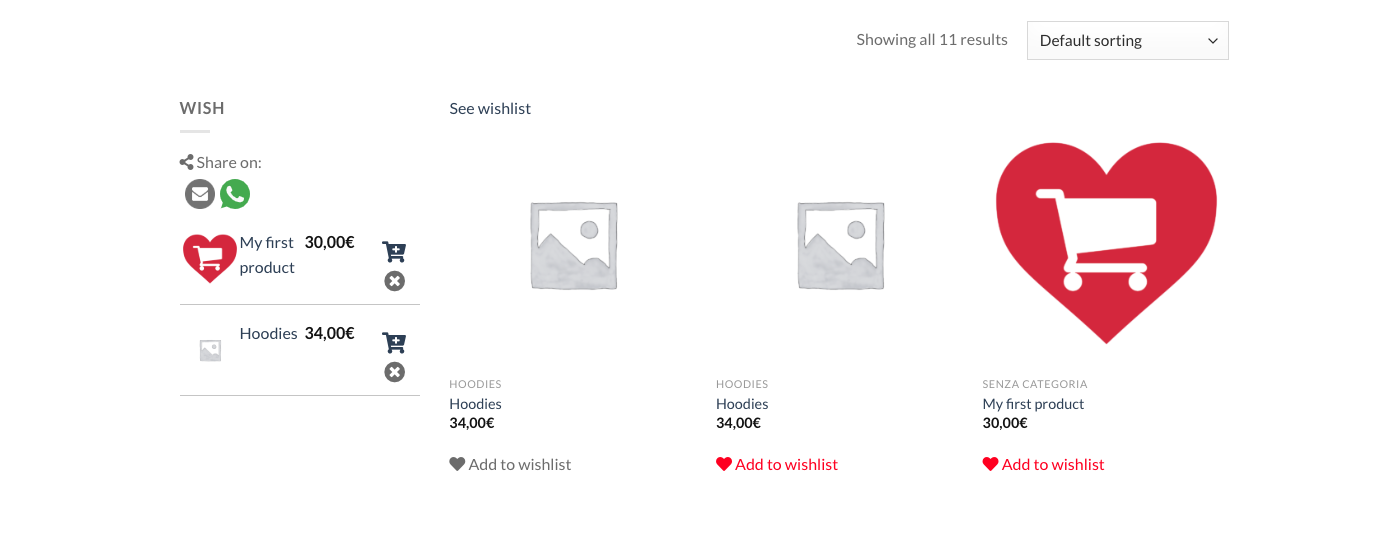 Showing all 11 results
Default sorting
WISH
Share on:
My first 30,00€
product
Hoodies 34,00€
See wishlist
HOODIES
Hoodies
34,00€
Add to wishlist
HOODIES
Hoodies
34,00€
Add to wishlist
SENZA CATEGORIA
My first product
30,00€
Add to wishlist